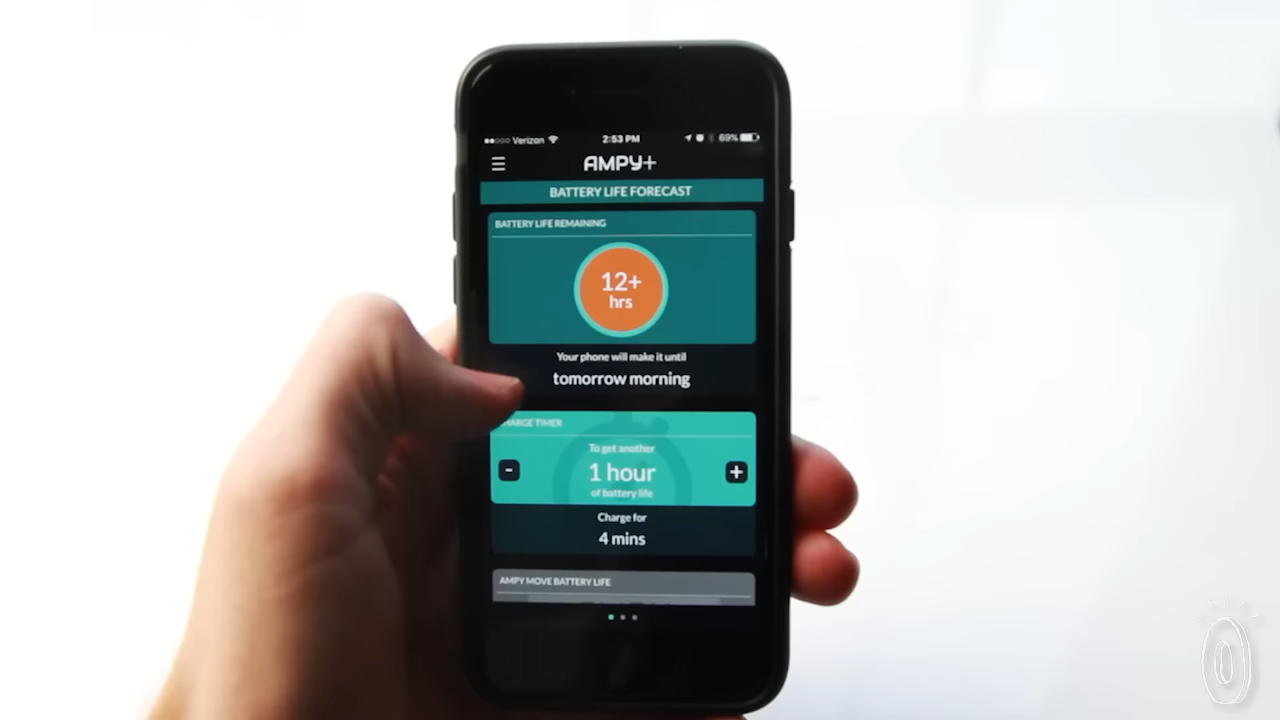 Verizon
2:53 PM
69%
AMPY+
BATTERY LIFE FORECAST
BATTERY LIFE REMAINING
12+
hrs
Your phone will make it until
tomorrow morning
CHARGE TIMER
To get another
- 1 hour +
of battery life
Charge for
4 mins
AMPY MOVE BATTERY LIFE